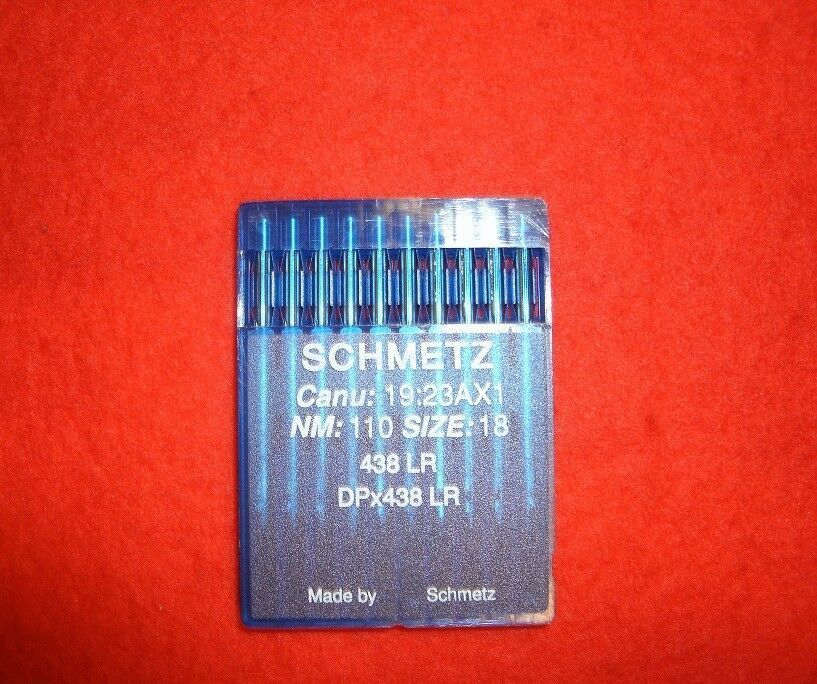 SCHMETZ
Canu: 19:23AX1
NM: 110 SIZE: 18
438 LR
DPx438 LR
Made by Schmetz